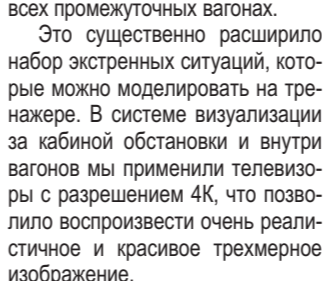 всех промежуточных вагонах.
Это существенно расширило
набор экстренных ситуаций, кото-
рые можно моделировать на тре-
нажере. В системе визуализации
за кабиной обстановки и внутри
вагонов мы применили телевизо-
ры с разрешением 4К, что позво-
лило воспроизвести очень реали-
стичное и красивое трехмерное
изображение.